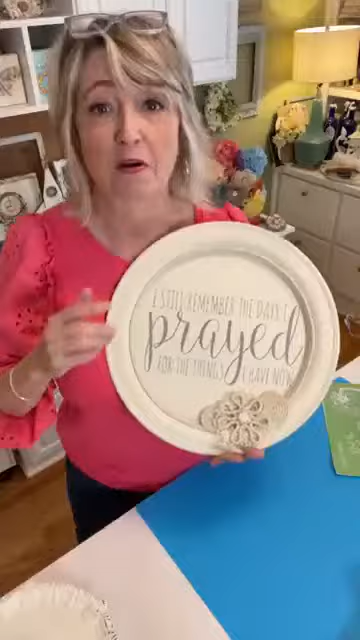 I STILL REMEMBER THE DAYS I
prayed
FOR THE THINGS I HAVE NOW